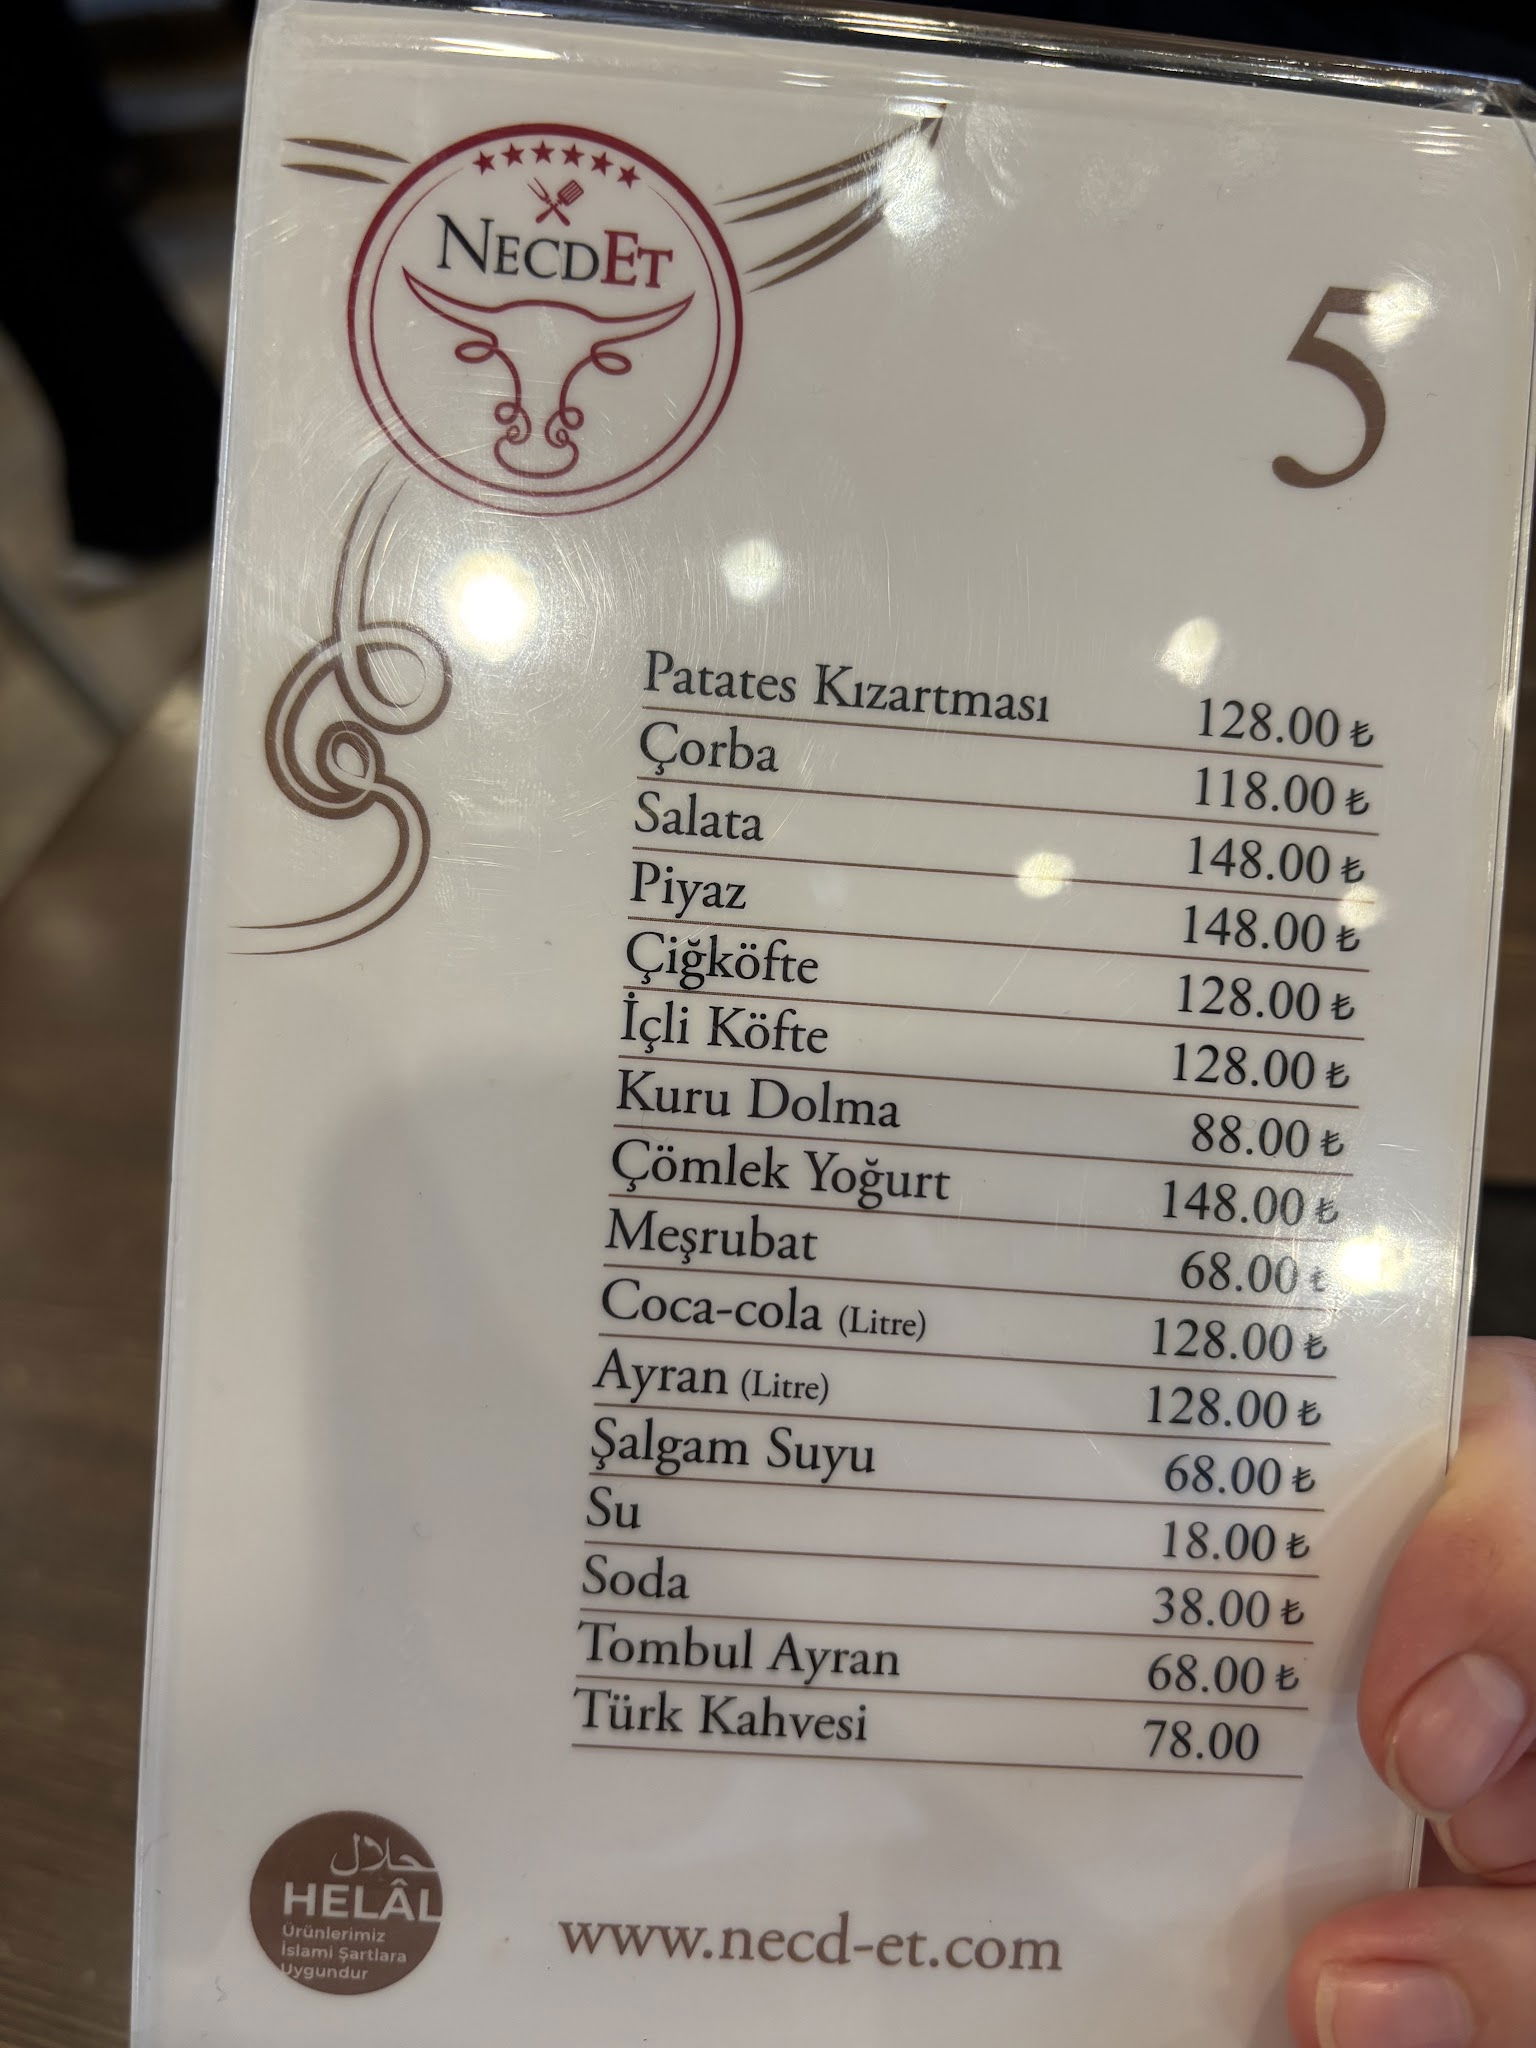 NECDET
5
Patates Kızartması 128.00 ₺
Çorba 118.00 ₺
Salata 148.00 ₺
Piyaz 148.00 ₺
Çiğköfte 128.00 ₺
İçli Köfte 128.00 ₺
Kuru Dolma 88.00 ₺
Çömlek Yoğurt 148.00 ₺
Meşrubat 68.00 ₺
Coca-cola (Litre) 128.00 ₺
Ayran (Litre) 128.00 ₺
Şalgam Suyu 68.00 ₺
Su 18.00 ₺
Soda 38.00 ₺
Tombul Ayran 68.00 ₺
Türk Kahvesi 78.00
حلال
HELÂL
Ürünlerimiz
İslami Şartlara
Uygundur
www.necd-et.com